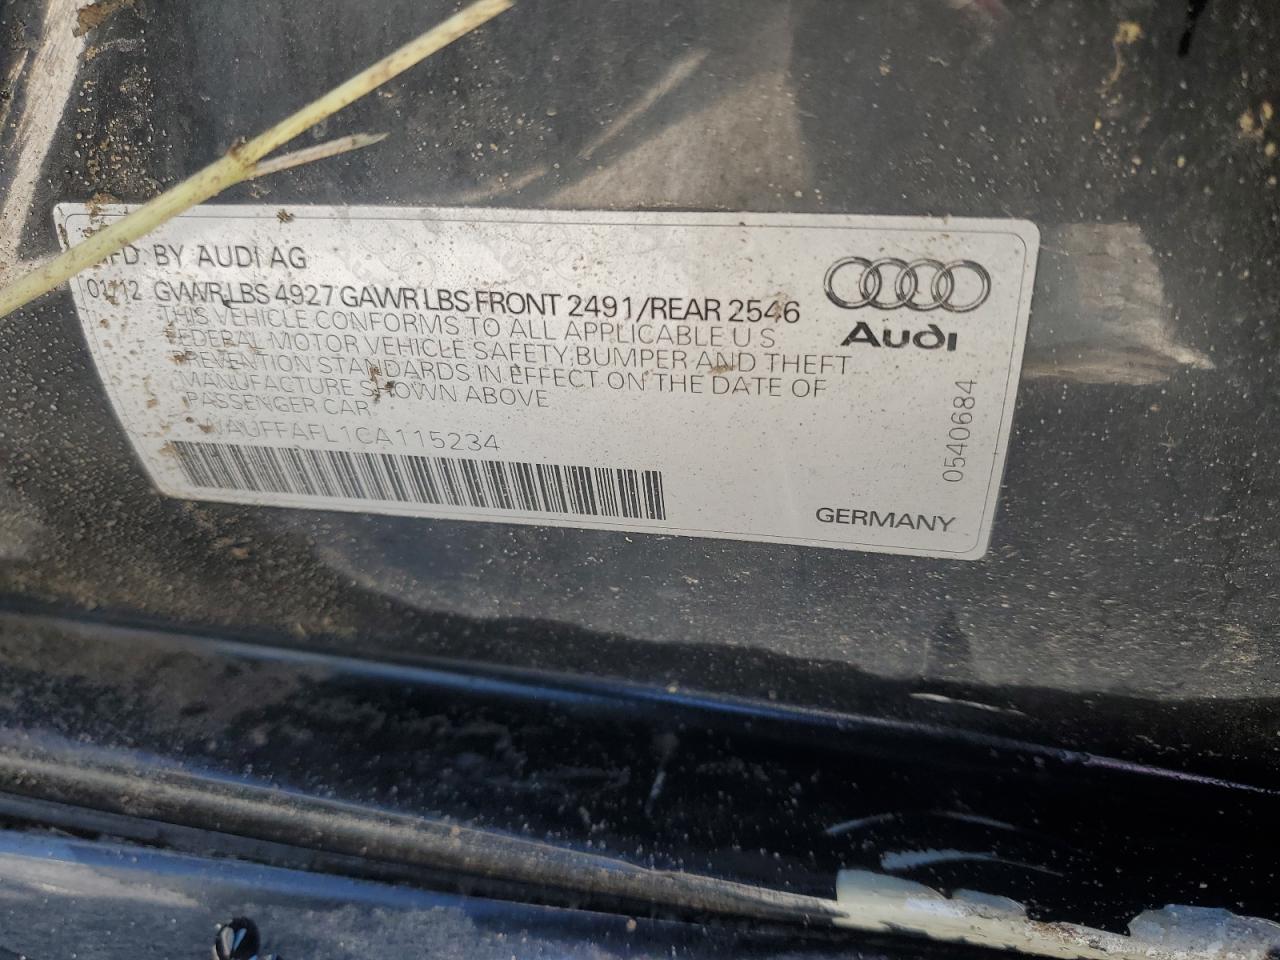 MFD. BY AUDI AG
01/12 GVWR LBS 4927 GAWR LBS FRONT 2491/REAR 2546
THIS VEHICLE CONFORMS TO ALL APPLICABLE U.S.
FEDERAL MOTOR VEHICLE SAFETY, BUMPER AND THEFT
PREVENTION STANDARDS IN EFFECT ON THE DATE OF
MANUFACTURE SHOWN ABOVE
PASSENGER CAR
WAUFFAFL1CA115234
Audi
0540684
GERMANY